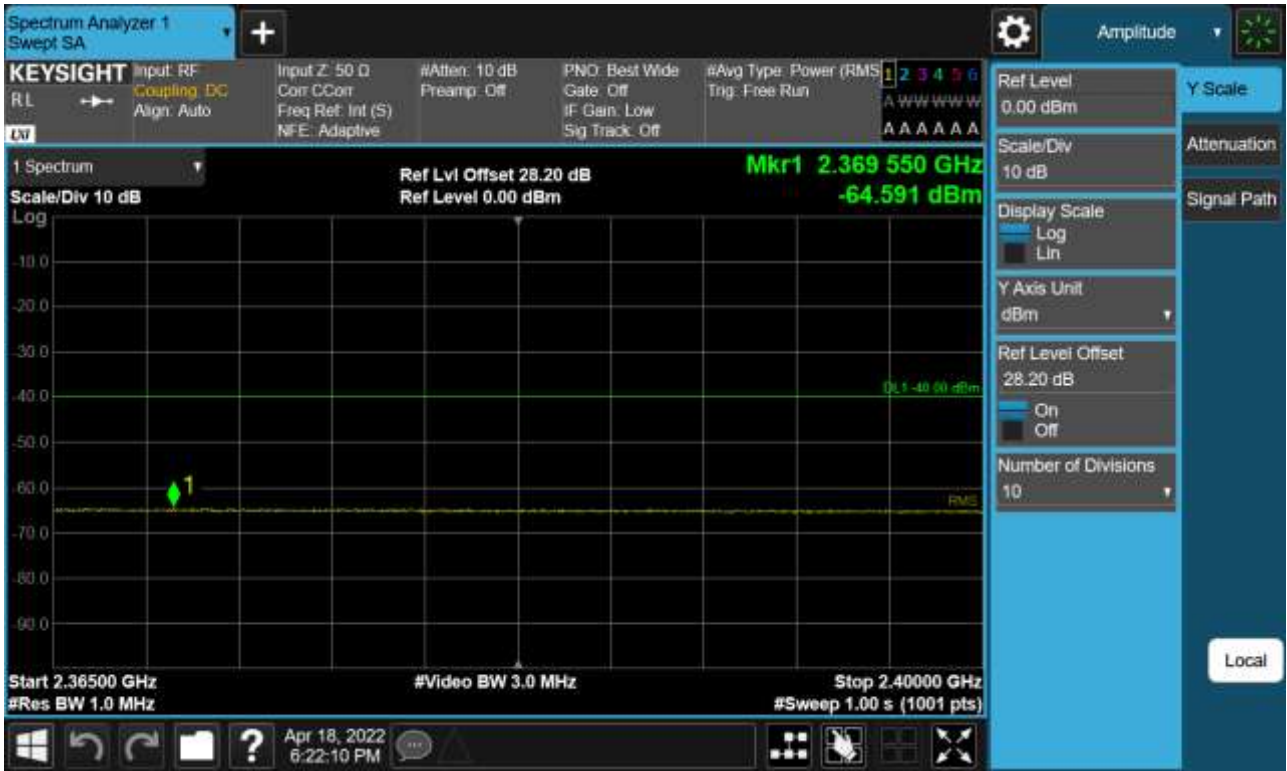 Spectrum Analyzer 1
Swept SA
+
Amplitude
KEYSIGHT
RL
LXI
Input: RF
Coupling: DC
Align: Auto
Input Z: 50 Ω
Corr CCorr
Freq Ref: Int (S)
NFE: Adaptive
#Atten: 10 dB
Preamp: Off
PNO: Best Wide
Gate: Off
IF Gain: Low
Sig Track: Off
#Avg Type: Power (RMS
Trig: Free Run
1 2 3 4 5 6
A W W W W W
A A A A A A
1 Spectrum
Scale/Div 10 dB
Ref Lvl Offset 28.20 dB
Ref Level 0.00 dBm
Mkr1 2.369 550 GHz
-64.591 dBm
Log
-10.0
-20.0
-30.0
-40.0
-50.0
-60.0
-70.0
-80.0
-90.0
DL1 -40.00 dBm
1
RMS
Start 2.36500 GHz
#Res BW 1.0 MHz
#Video BW 3.0 MHz
Stop 2.40000 GHz
#Sweep 1.00 s (1001 pts)
Ref Level
0.00 dBm
Scale/Div
10 dB
Display Scale
Log
Lin
Y Axis Unit
dBm
Ref Level Offset
28.20 dB
On
Off
Number of Divisions
10
Y Scale
Attenuation
Signal Path
Local
?
Apr 18, 2022
6:22:10 PM